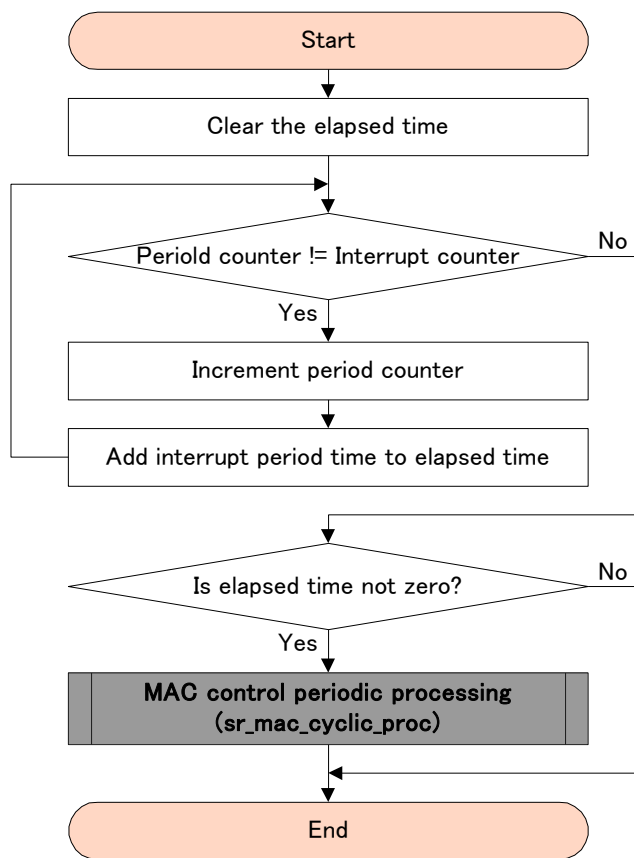 Start
Clear the elapsed time
Periold counter != Interrupt counter
No
Yes
Increment period counter
Add interrupt period time to elapsed time
Is elapsed time not zero?
No
Yes
MAC control periodic processing
(sr_mac_cyclic_proc)
End